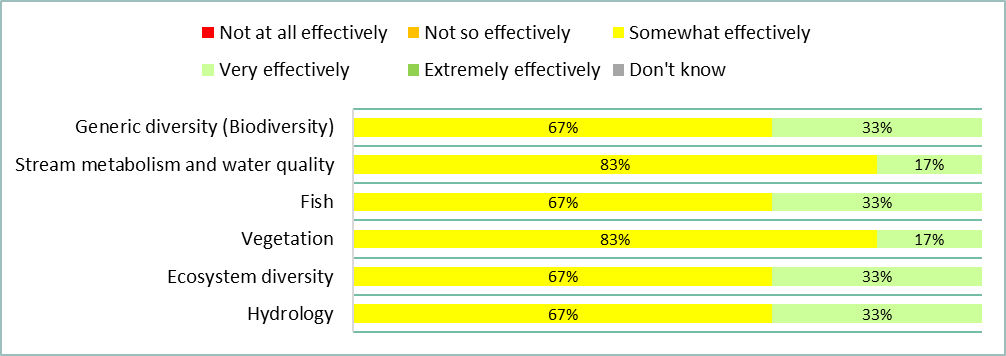 Not at all effectively Not so effectively Somewhat effectively
Very effectively Extremely effectively Don't know
Generic diversity (Biodiversity) 67% 33%
Stream metabolism and water quality 83% 17%
Fish 67% 33%
Vegetation 83% 17%
Ecosystem diversity 67% 33%
Hydrology 67% 33%